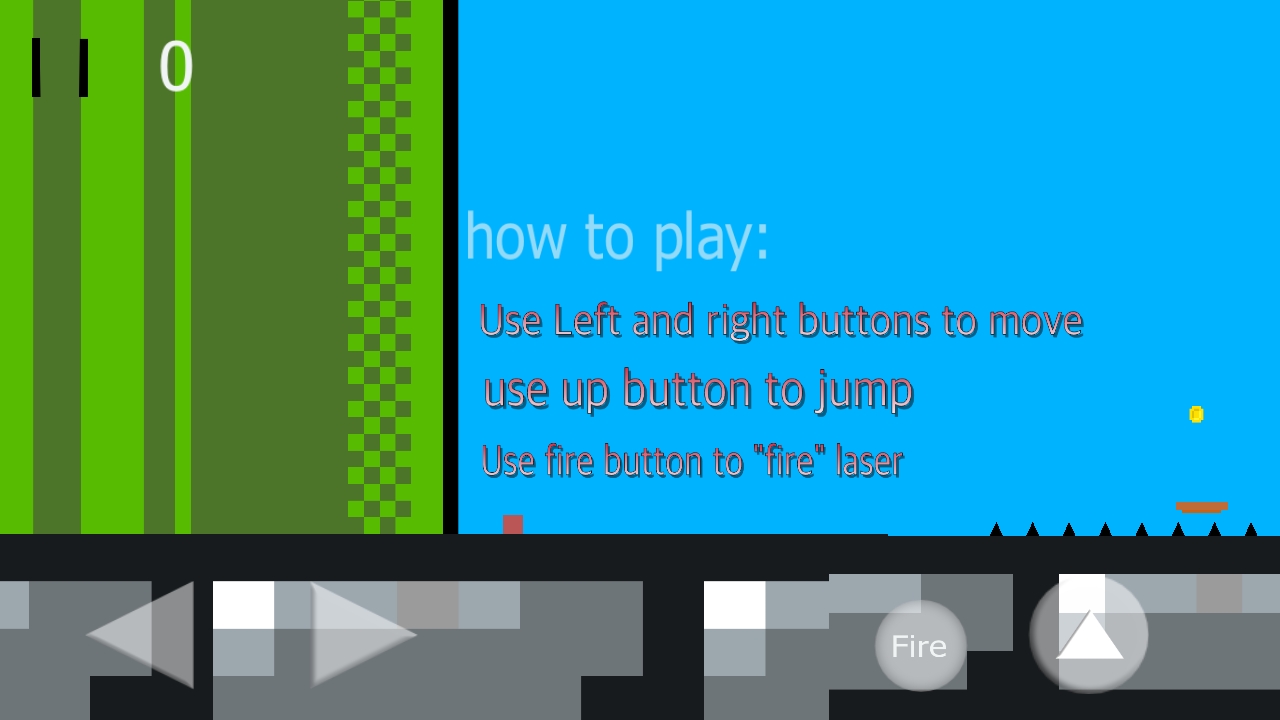 0
how to play:
Use Left and right buttons to move
use up button to jump
Use fire button to "fire" laser
Fire